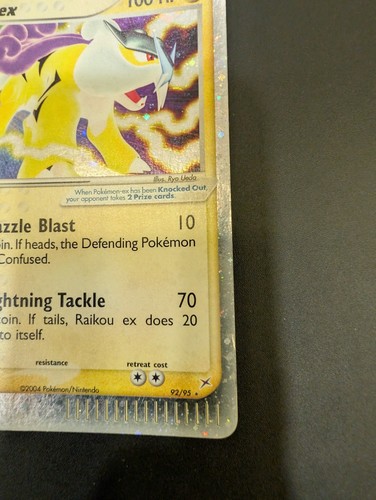 ex
100 HP
Illus. Ryo Ueda
When Pokémon-ex has been Knocked Out,
your opponent takes 2 Prize cards.
zzle Blast 10
oin. If heads, the Defending Pokémon
Confused.
ghtning Tackle 70
coin. If tails, Raikou ex does 20
to itself.
resistance retreat cost
©2004 Pokémon/Nintendo
92/95